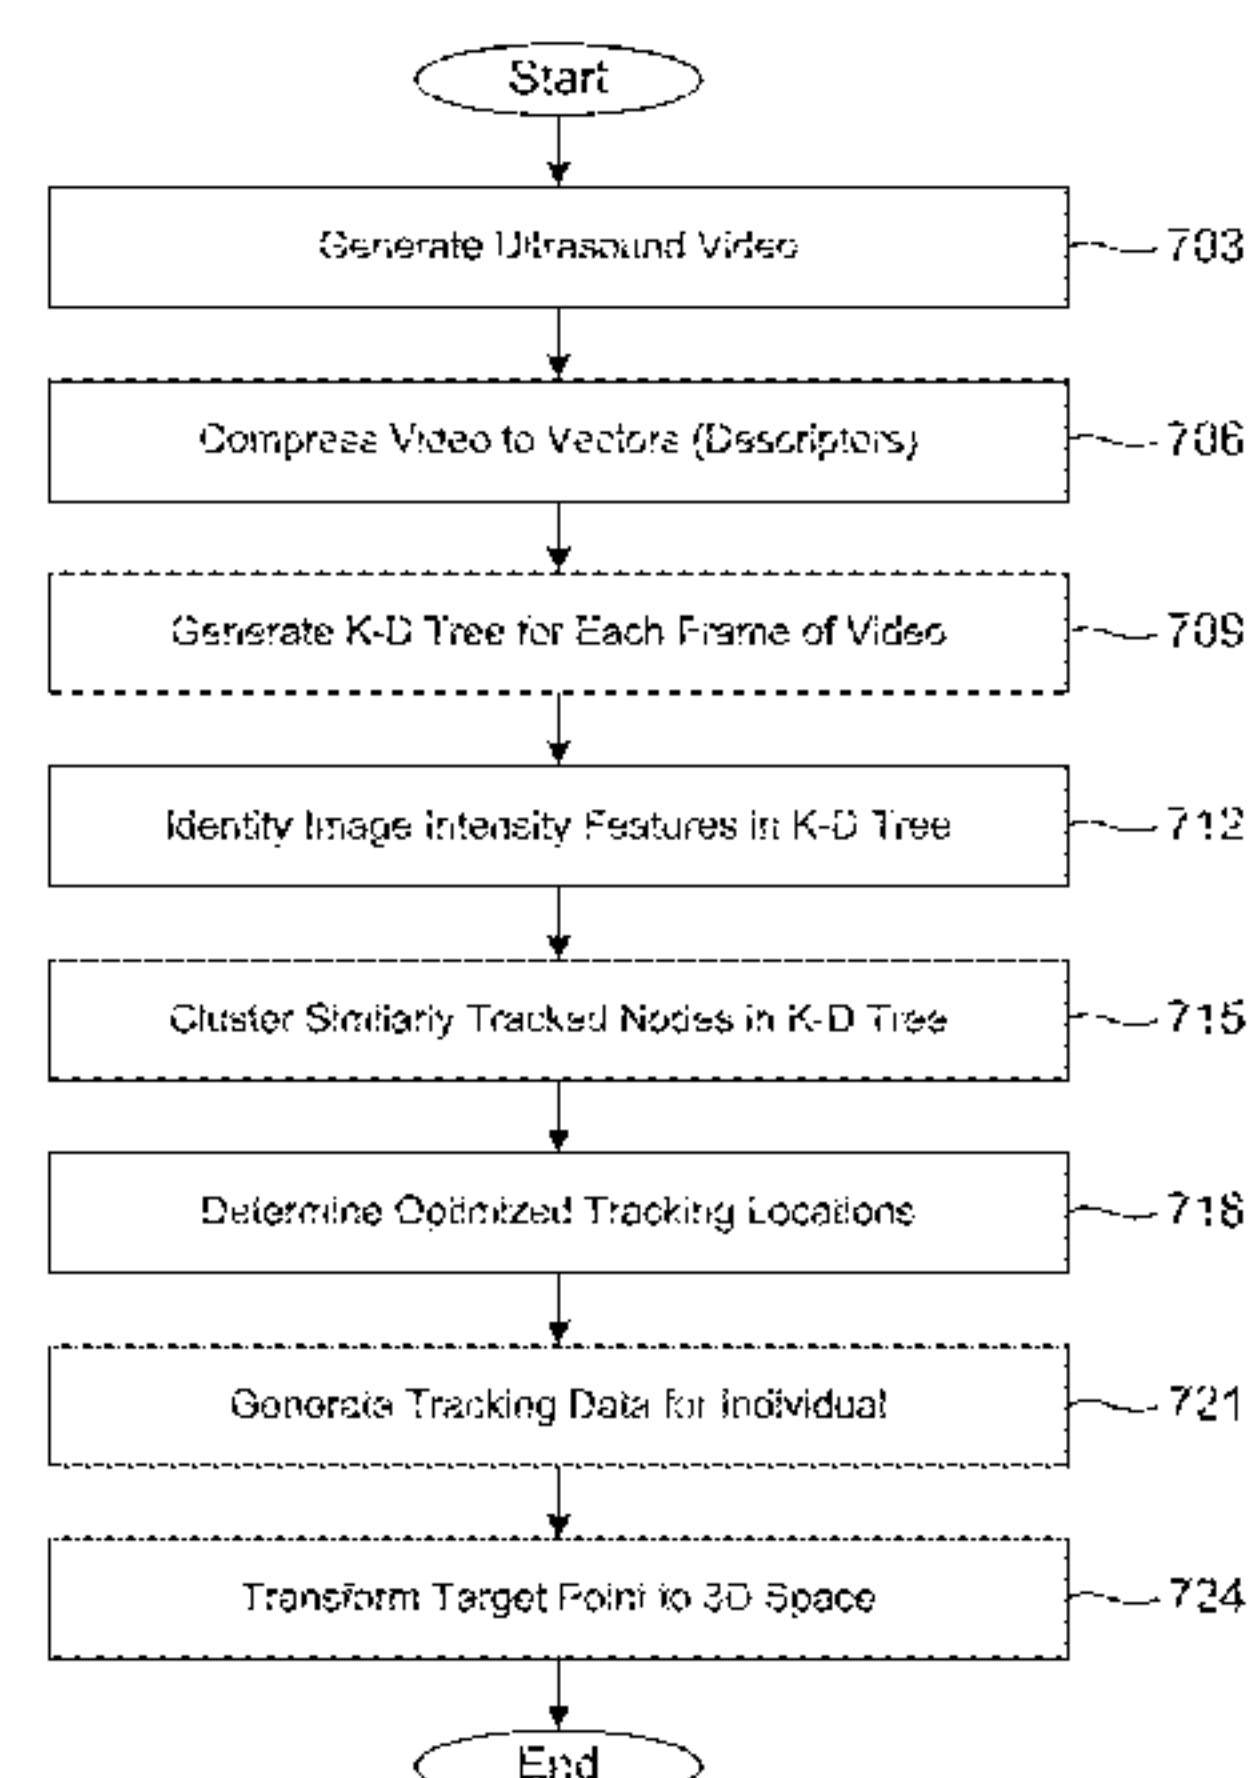 Start
Generate Ultrasound Video
703
Compress Video to Vectors (Descriptors)
706
Generate K-D Tree for Each Frame of Video
709
Identify Image Intensity Features in K-D Tree
712
Cluster Similarly Tracked Nodes in K-D Tree
715
Determine Optimized Tracking Locations
718
Generate Tracking Data for Individual
721
Transform Target Point to 3D Space
724
End